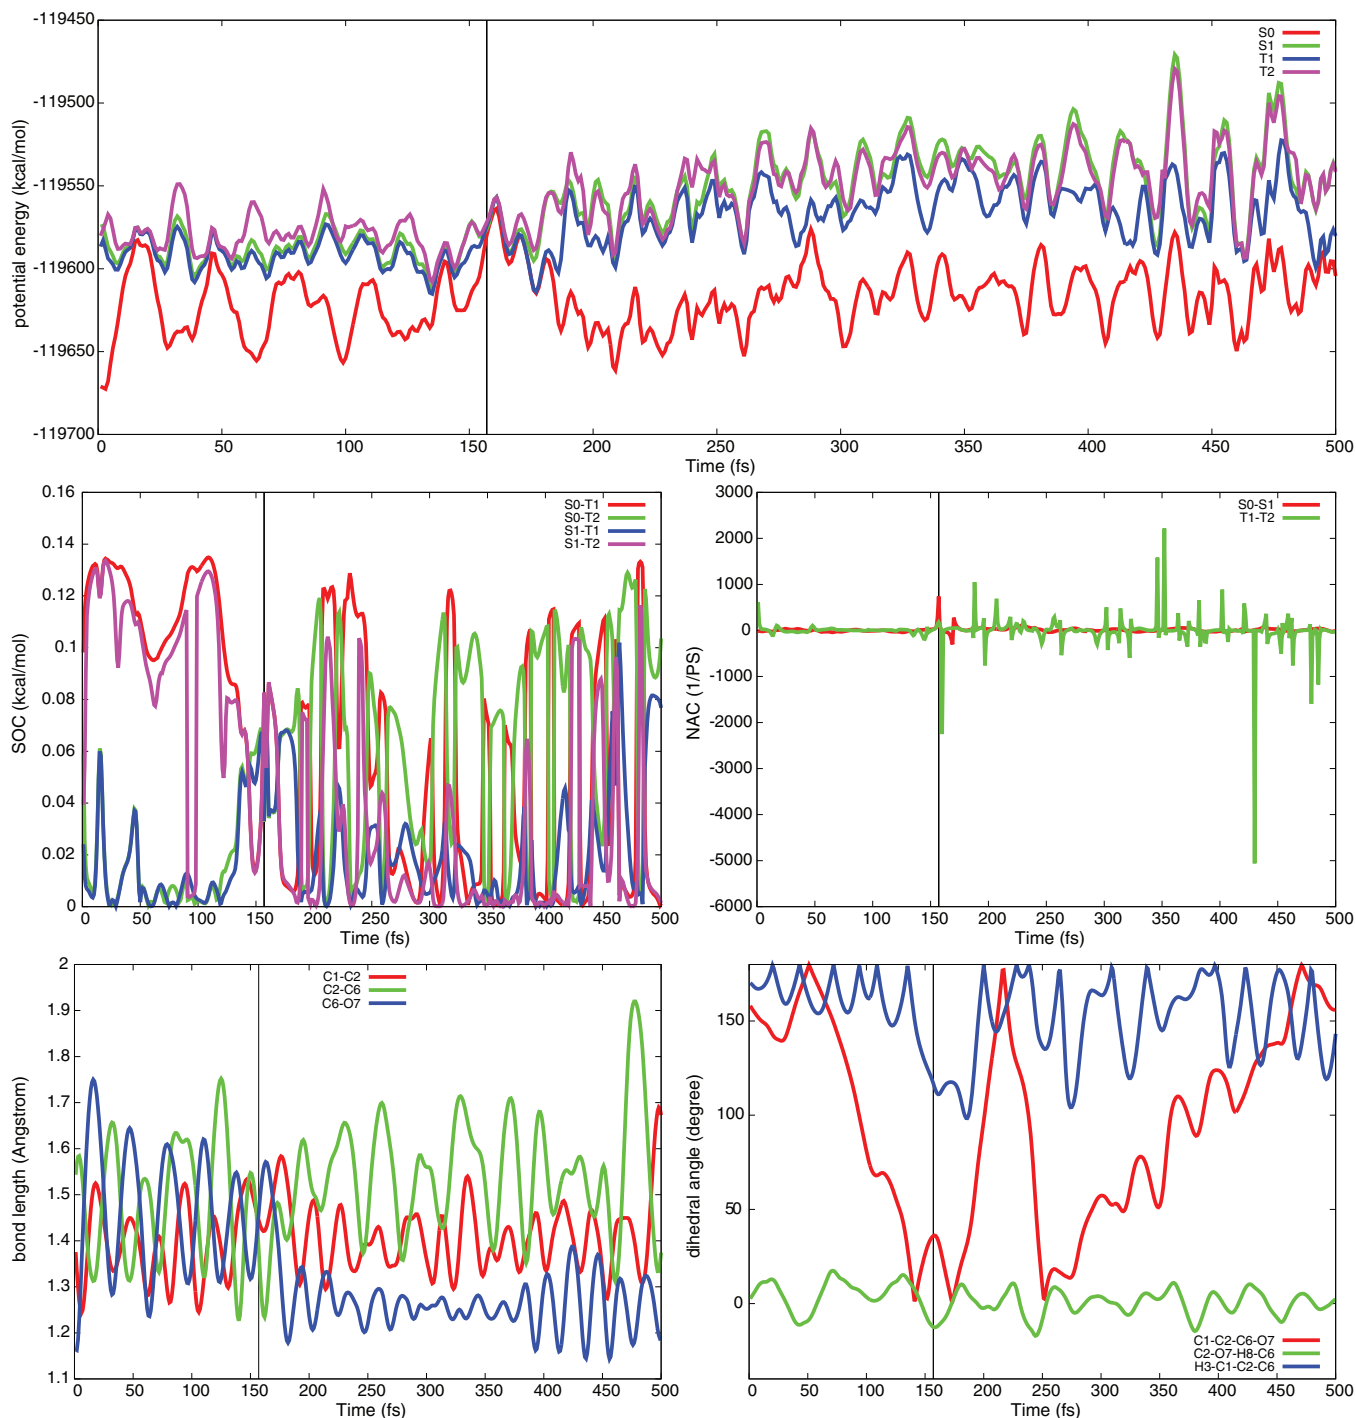 potential energy (kcal/mol)
-119450
-119500
-119550
-119600
-119650
-119700
S0
S1
T1
T2
0 50 100 150 200 250 300 350 400 450 500
Time (fs)
SOC (kcal/mol)
0.16
0.14
0.12
0.1
0.08
0.06
0.04
0.02
0
S0-T1
S0-T2
S1-T1
S1-T2
0 50 100 150 200 250 300 350 400 450 500
Time (fs)
NAC (1/PS)
3000
2000
1000
0
-1000
-2000
-3000
-4000
-5000
-6000
S0-S1
T1-T2
0 50 100 150 200 250 300 350 400 450 500
Time (fs)
bond length (Angstrom)
2
1.9
1.8
1.7
1.6
1.5
1.4
1.3
1.2
1.1
C1-C2
C2-C6
C6-O7
0 50 100 150 200 250 300 350 400 450 500
Time (fs)
dihedral angle (degree)
150
100
50
0
C1-C2-C6-O7
C2-O7-H8-C6
H3-C1-C2-C6
0 50 100 150 200 250 300 350 400 450 500
Time (fs)